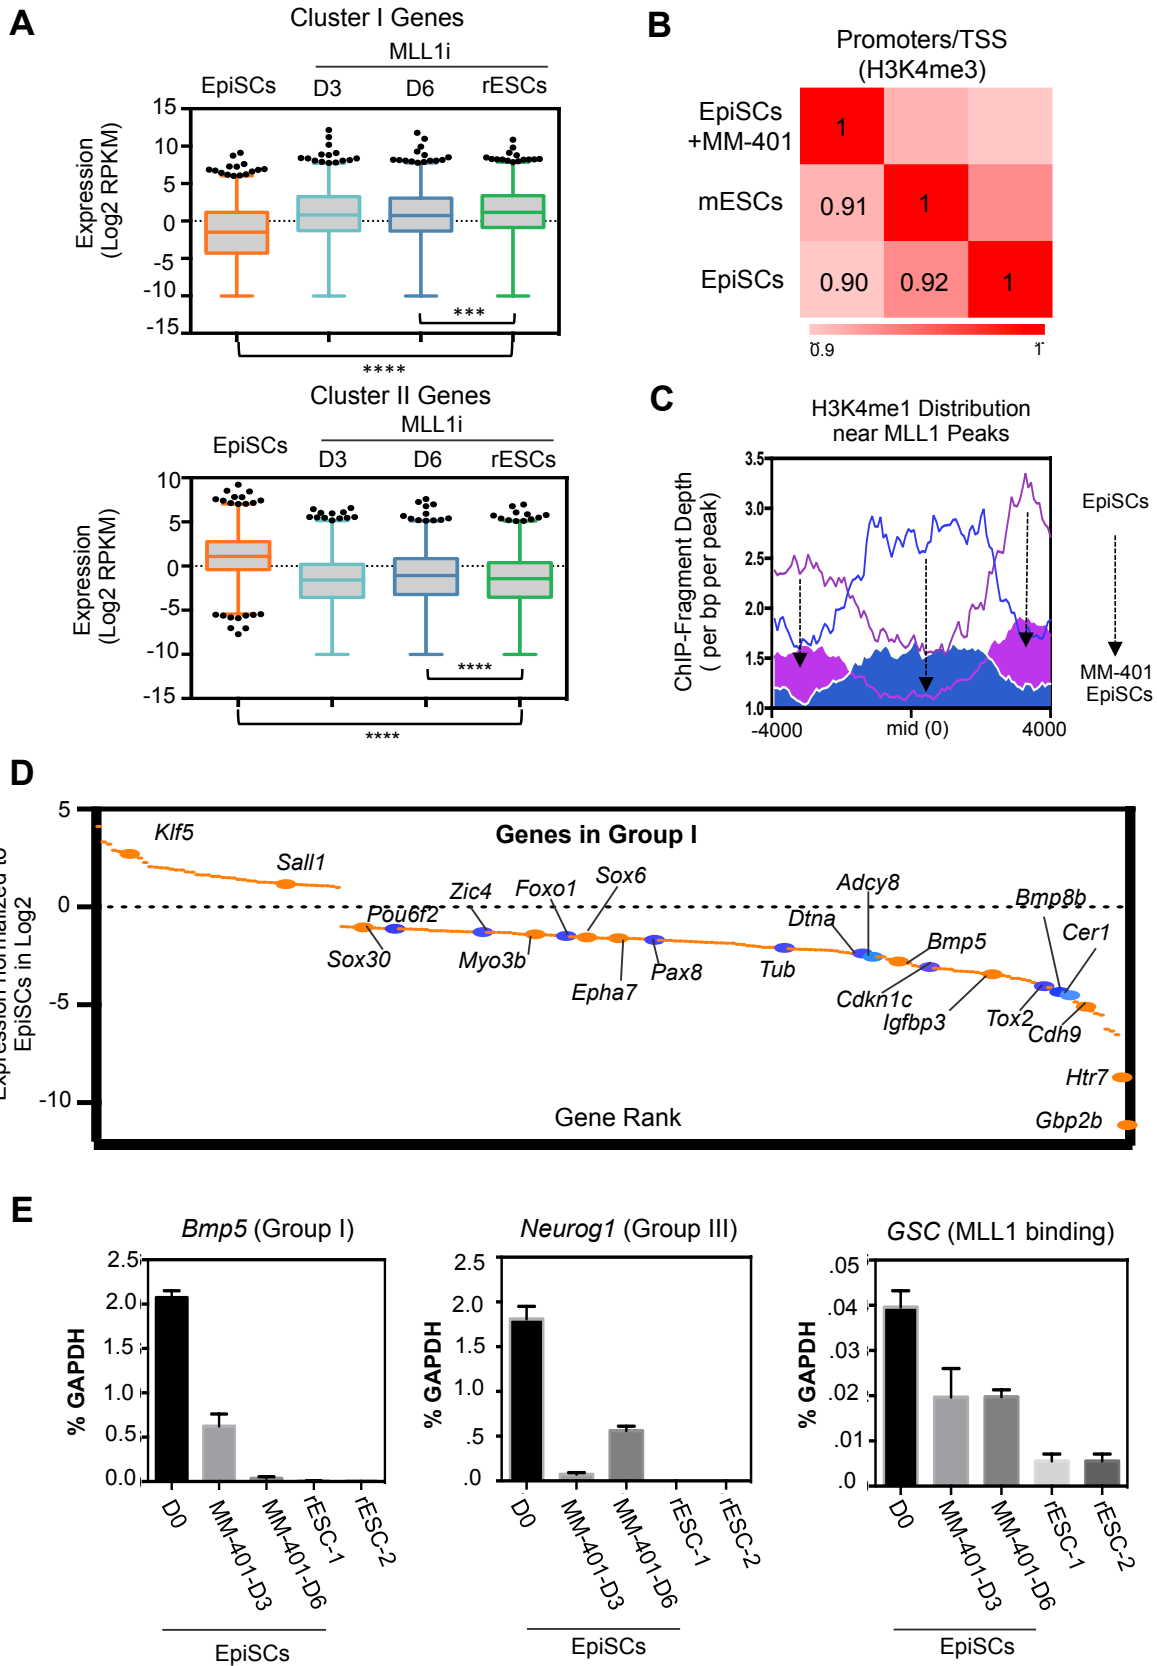 A
Cluster I Genes
MLL1i
EpiSCs
D3
D6
rESCs
15
10
5
0
-5
-10
-15
Expression
(Log2 RPKM)
***
****
Cluster II Genes
MLL1i
EpiSCs
D3
D6
rESCs
10
5
0
-5
-10
-15
Expression
(Log2 RPKM)
****
****
B
Promoters/TSS
(H3K4me3)
EpiSCs
+MM-401
1
mESCs
0.91
1
EpiSCs
0.90
0.92
1
0.9
1
C
H3K4me1 Distribution
near MLL1 Peaks
3.5
3.0
2.5
2.0
1.5
1.0
ChIP-Fragment Depth
( per bp per peak)
-4000
mid (0)
4000
EpiSCs
MM-401
EpiSCs
D
5
0
-5
-10
EpiSCs in Log2
Genes in Group I
Klf5
Sall1
Sox30
Pou6f2
Zic4
Myo3b
Foxo1
Sox6
Epha7
Pax8
Tub
Dtna
Adcy8
Cdkn1c
Bmp5
Igfbp3
Tox2
Bmp8b
Cer1
Cdh9
Htr7
Gbp2b
Gene Rank
E
Bmp5 (Group I)
2.5
2.0
1.5
1.0
0.5
0.0
% GAPDH
D0
MM-401-D3
MM-401-D6
rESC-1
rESC-2
EpiSCs
Neurog1 (Group III)
2.5
2.0
1.5
1.0
.5
.0
% GAPDH
D0
MM-401-D3
MM-401-D6
rESC-1
rESC-2
EpiSCs
GSC (MLL1 binding)
.05
.04
.03
.02
.01
.0
% GAPDH
D0
MM-401-D3
MM-401-D6
rESC-1
rESC-2
EpiSCs